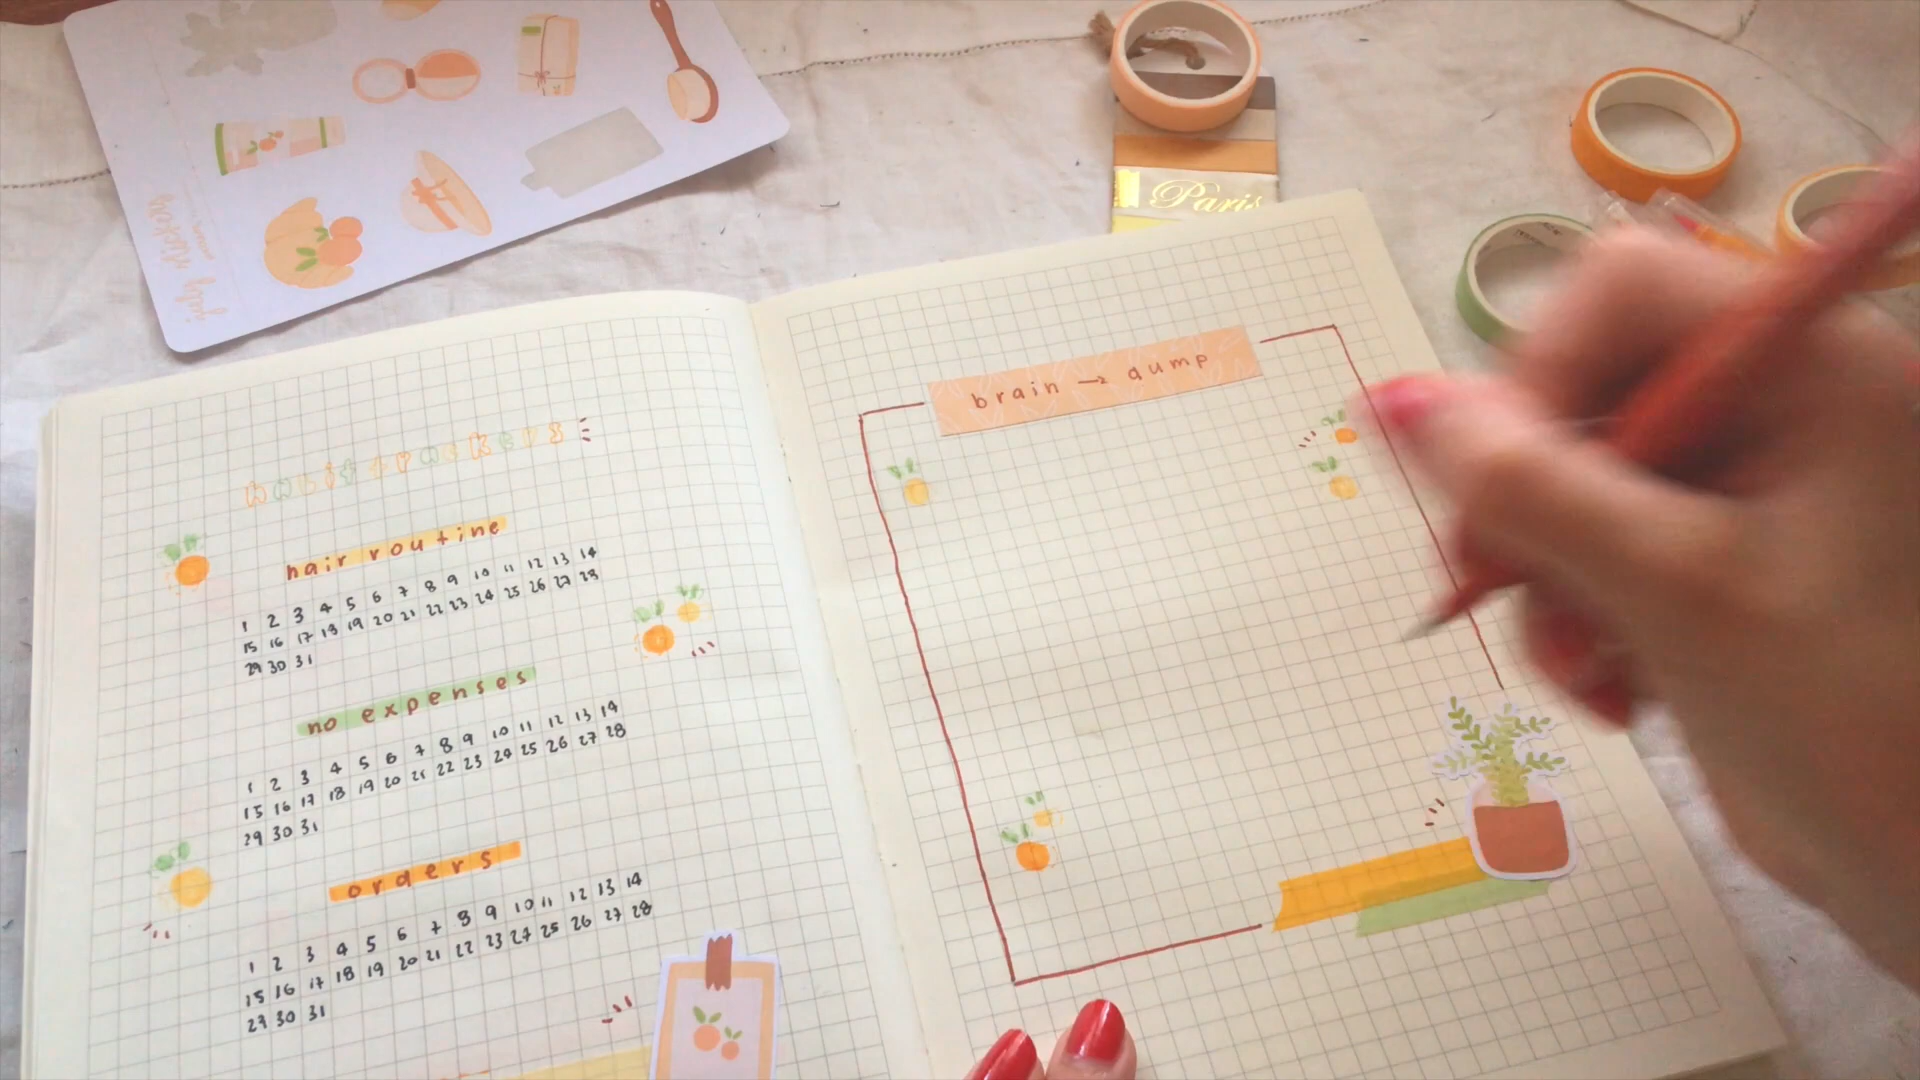 july
Paris
habit trackers
hair routine
1 2 3 4 5 6 7 8 9 10 11 12 13 14
15 16 17 18 19 20 21 22 23 24 25 26 27 28
29 30 31
no expenses
1 2 3 4 5 6 7 8 9 10 11 12 13 14
15 16 17 18 19 20 21 22 23 24 25 26 27 28
29 30 31
orders
1 2 3 4 5 6 7 8 9 10 11 12 13 14
15 16 17 18 19 20 21 22 23 24 25 26 27 28
29 30 31
brain → dump